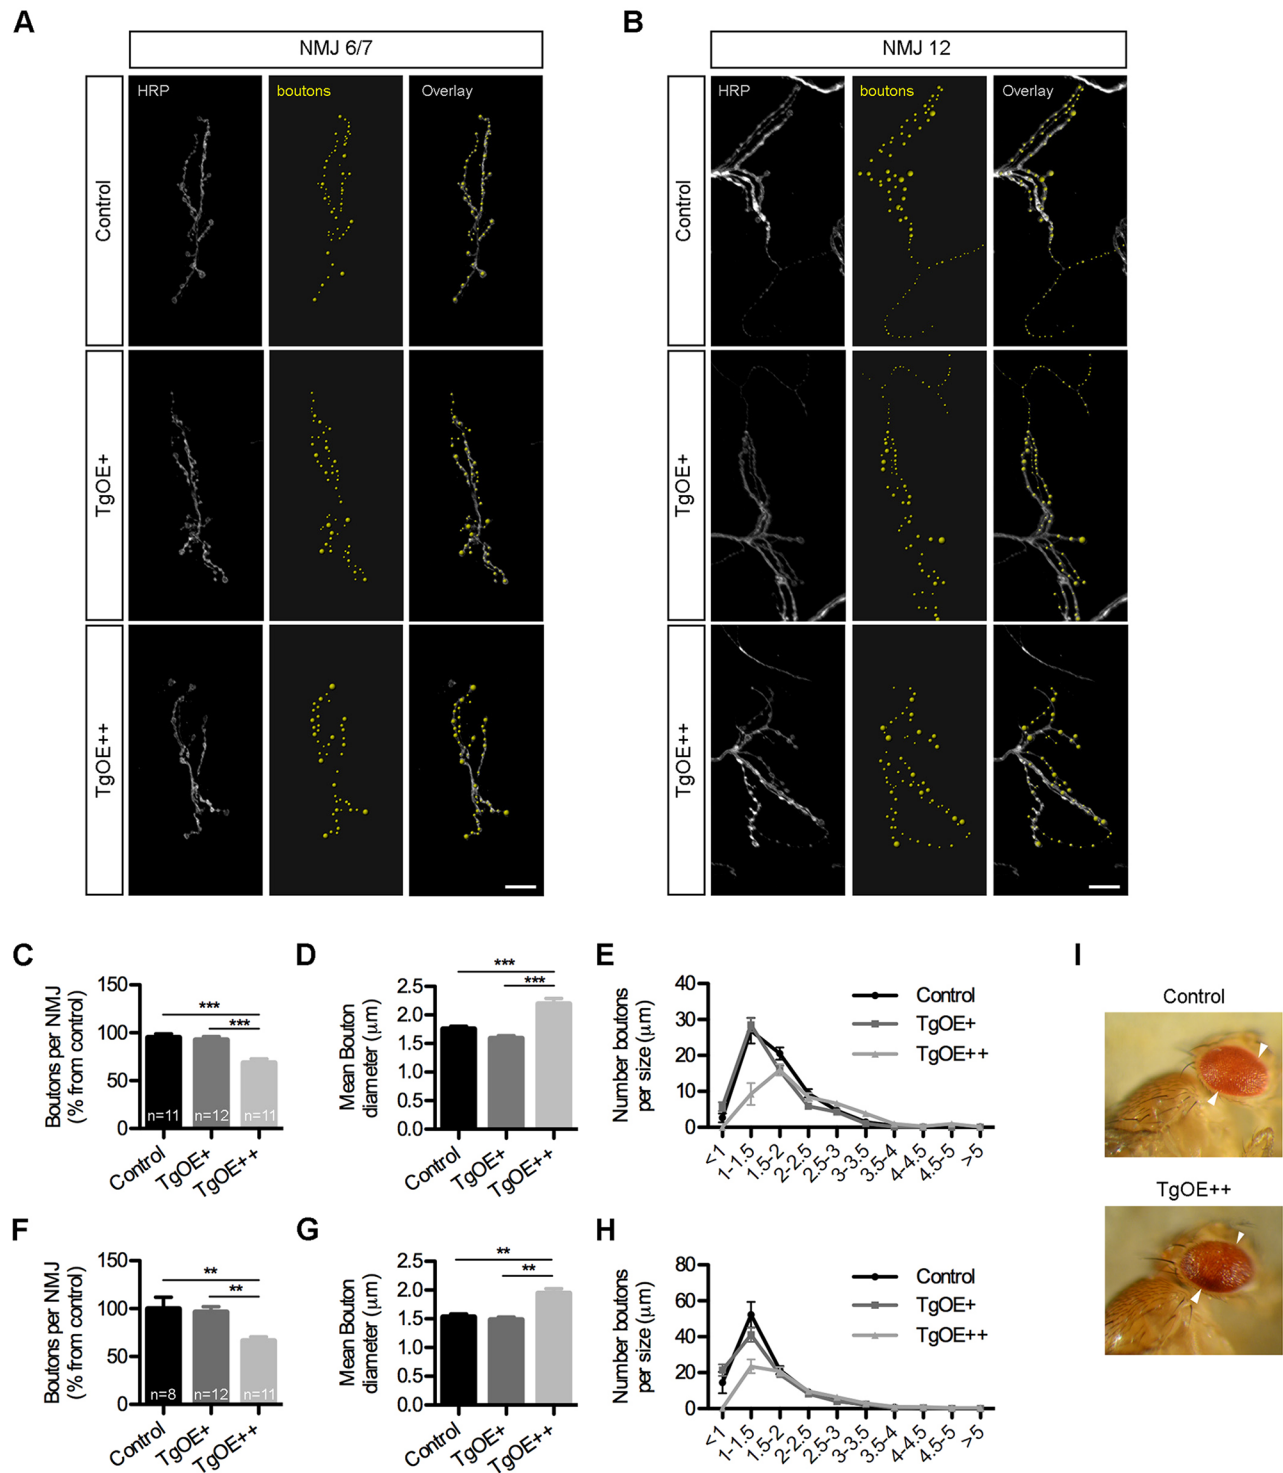 A
B
NMJ 6/7
NMJ 12
HRP
boutons
Overlay
HRP
boutons
Overlay
Control
Control
TgOE+
TgOE+
TgOE++
TgOE++
C
Boutons per NMJ
(% from control)
150
100
50
0
***
***
n=11
n=12
n=11
Control
TgOE+
TgOE++
D
Mean Bouton
diameter (µm)
2.5
2.0
1.5
1.0
0.5
0.0
***
***
Control
TgOE+
TgOE++
E
Number boutons
per size (µm)
40
30
20
10
0
Control
TgOE+
TgOE++
<1
1-1.5
1.5-2
2-2.5
2.5-3
3-3.5
3.5-4
4-4.5
4.5-5
>5
I
Control
TgOE++
F
Boutons per NMJ
(% from control)
150
100
50
0
**
**
n=8
n=12
n=11
Control
TgOE+
TgOE++
G
Mean Bouton
diameter (µm)
2.5
2.0
1.5
1.0
0.5
0.0
**
**
Control
TgOE+
TgOE++
H
Number boutons
per size (µm)
80
60
40
20
0
Control
TgOE+
TgOE++
<1
1-1.5
1.5-2
2-2.5
2.5-3
3-3.5
3.5-4
4-4.5
4.5-5
>5